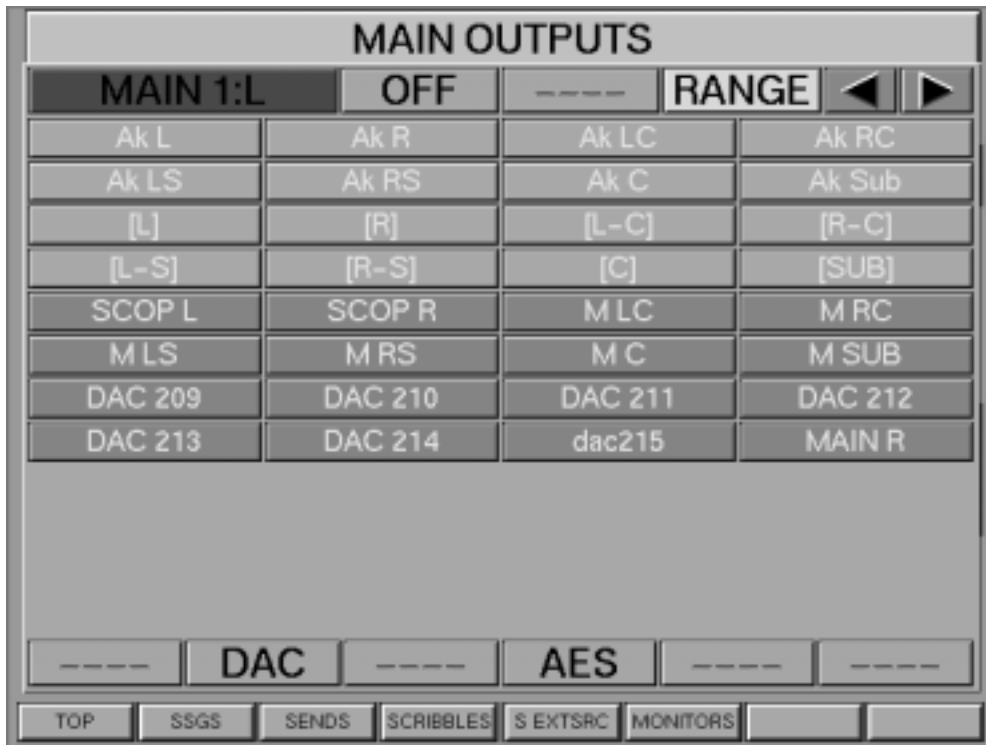 MAIN OUTPUTS
MAIN 1:L OFF ---- RANGE ◀ ▶
Ak L Ak R Ak LC Ak RC
Ak LS Ak RS Ak C Ak Sub
[L] [R] [L-C] [R-C]
[L-S] [R-S] [C] [SUB]
SCOP L SCOP R M LC M RC
M LS M RS M C M SUB
DAC 209 DAC 210 DAC 211 DAC 212
DAC 213 DAC 214 dac215 MAIN R
---- DAC ---- AES ---- ----
TOP SSGS SENDS SCRIBBLES S EXTSRC MONITORS